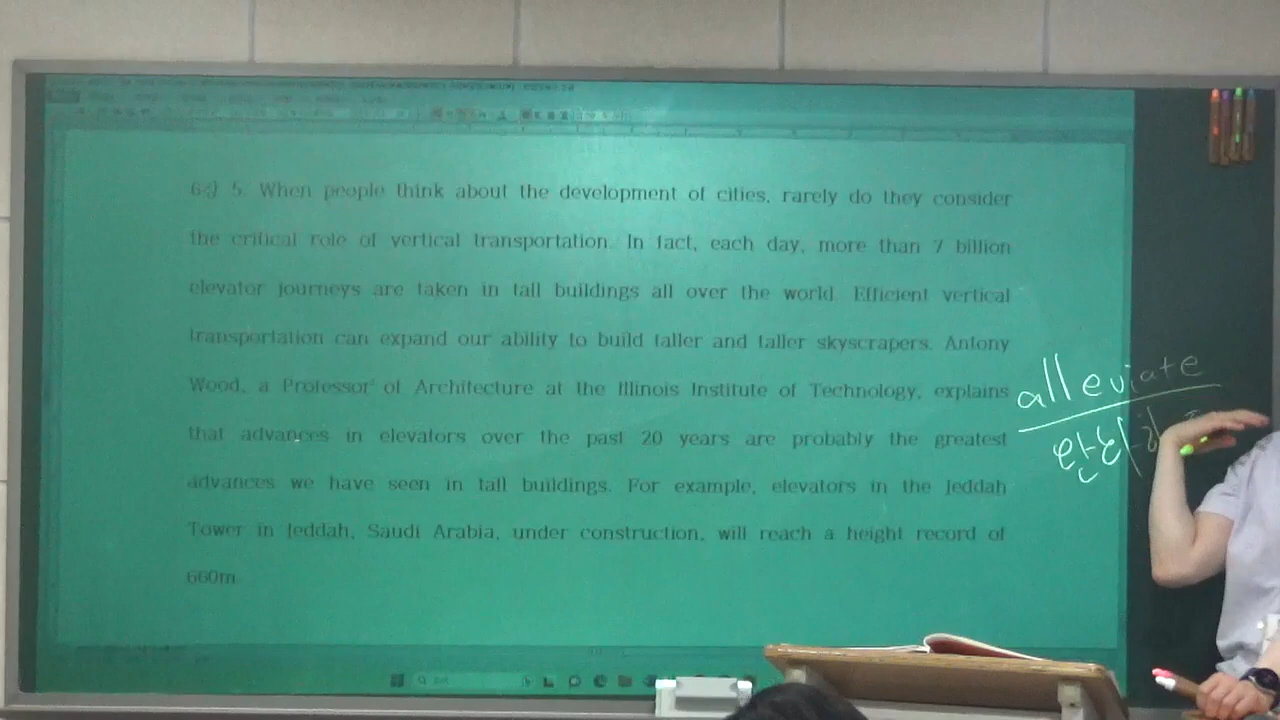 6강 5. When people think about the development of cities, rarely do they consider
the critical role of vertical transportation. In fact, each day, more than 7 billion
elevator journeys are taken in tall buildings all over the world. Efficient vertical
transportation can expand our ability to build taller and taller skyscrapers. Antony
Wood, a Professor of Architecture at the Illinois Institute of Technology, explains
that advances in elevators over the past 20 years are probably the greatest
advances we have seen in tall buildings. For example, elevators in the Jeddah
Tower in Jeddah, Saudi Arabia, under construction, will reach a height record of
660m.
alleviate